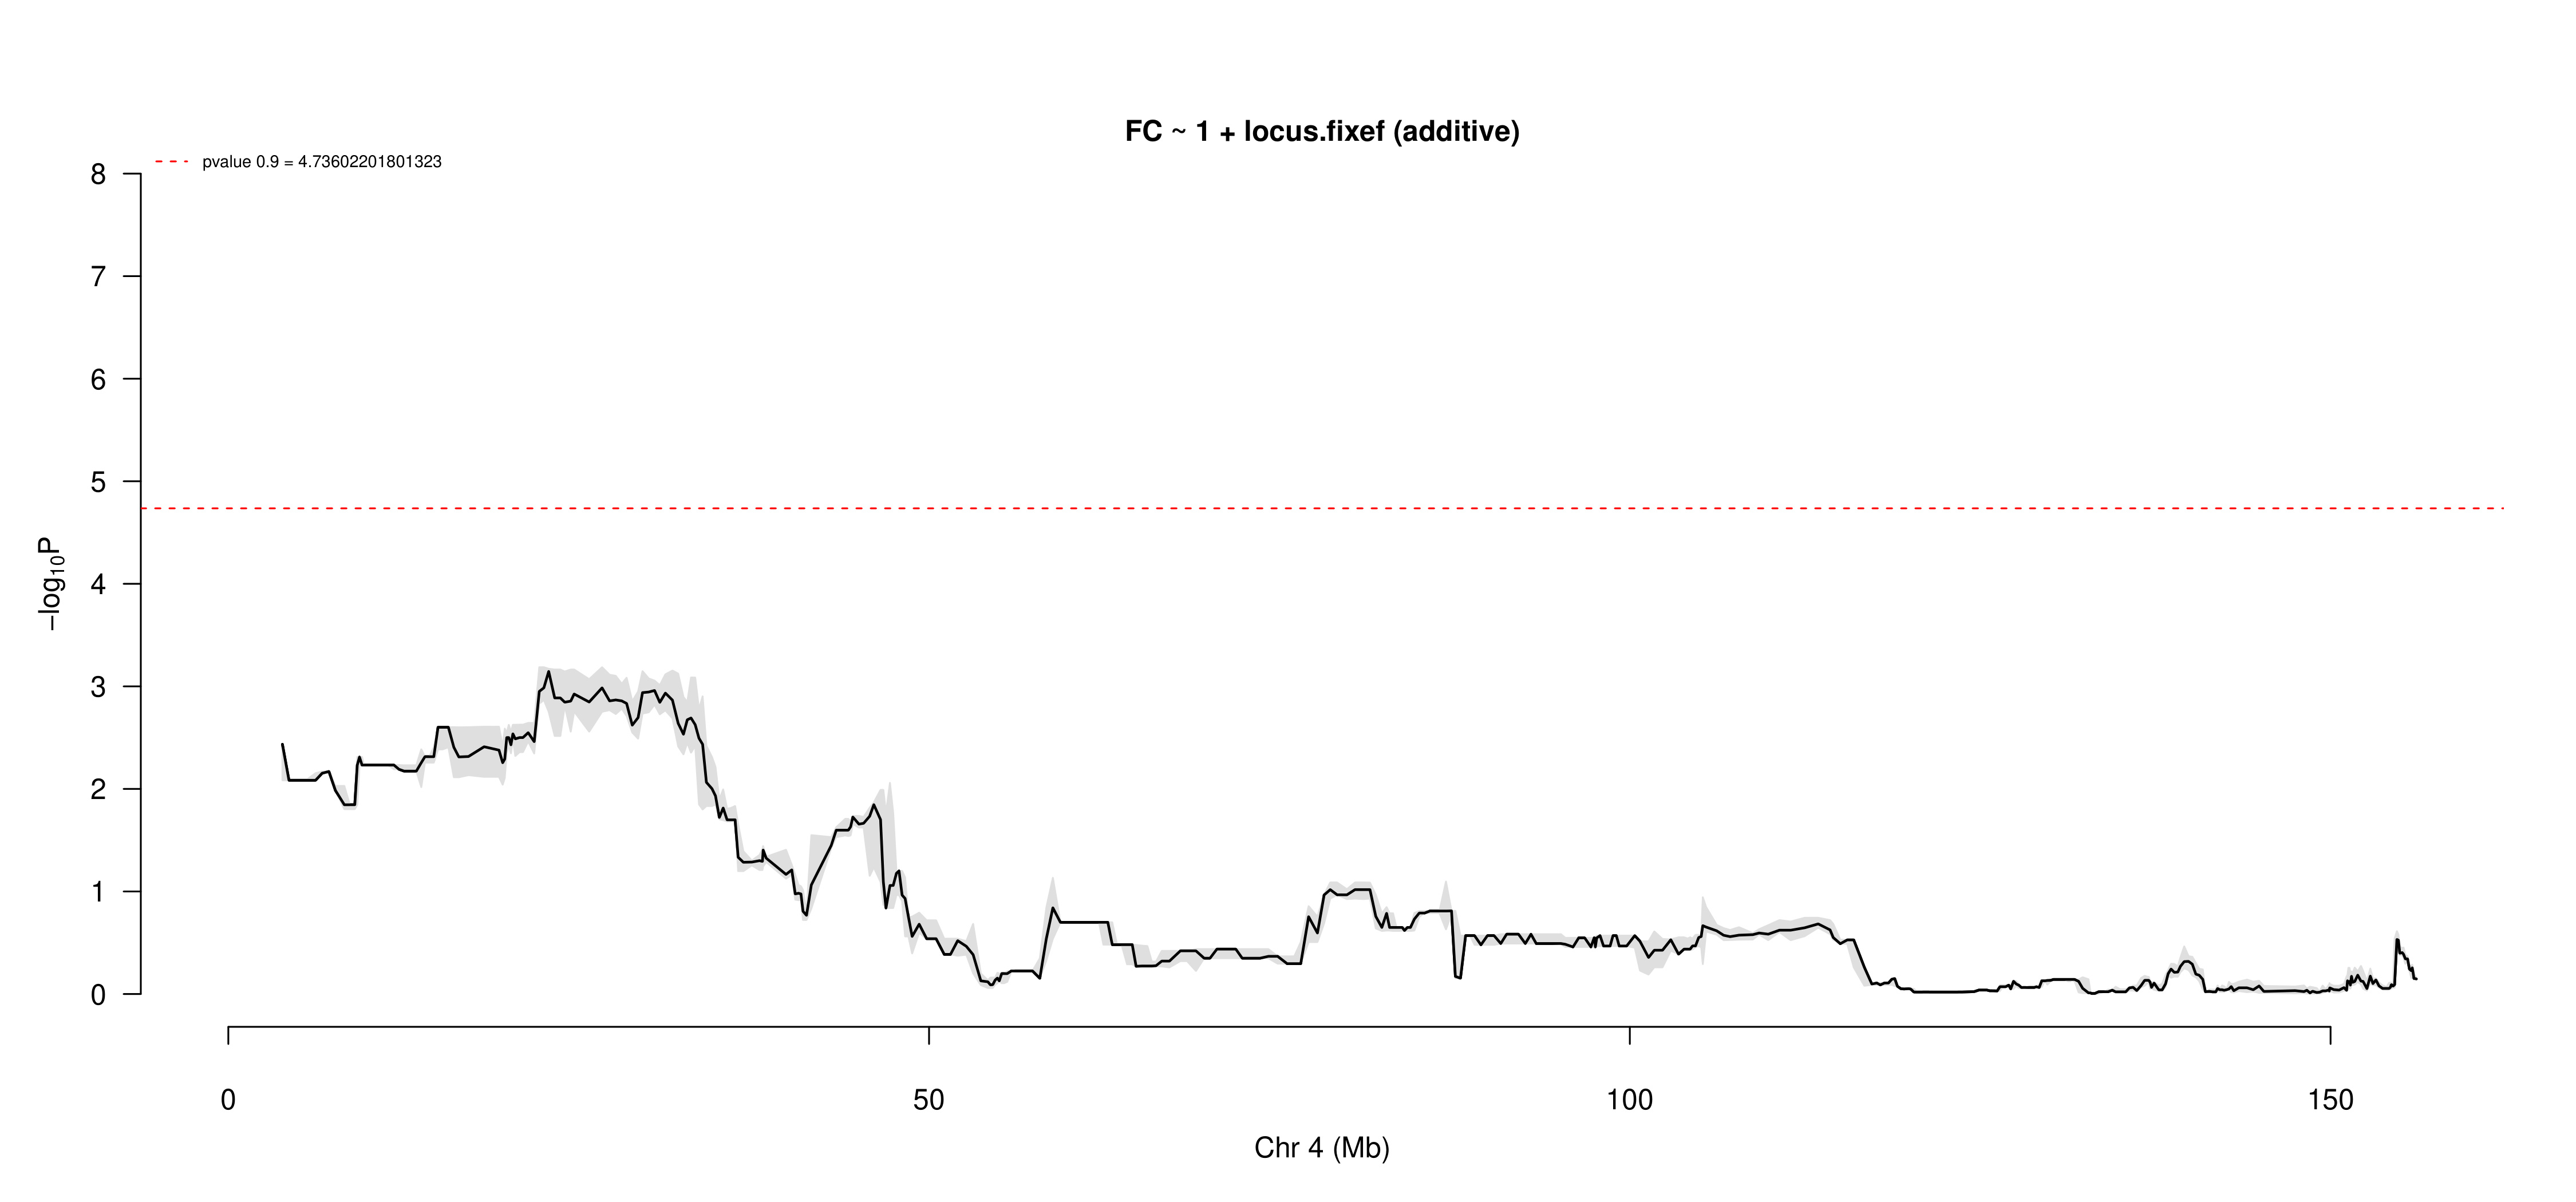 FC ~ 1 + locus.fixef (additive)
pvalue 0.9 = 4.73602201801323
8
7
6
5
4
3
2
1
0
−log10P
0 50 100 150
Chr 4 (Mb)